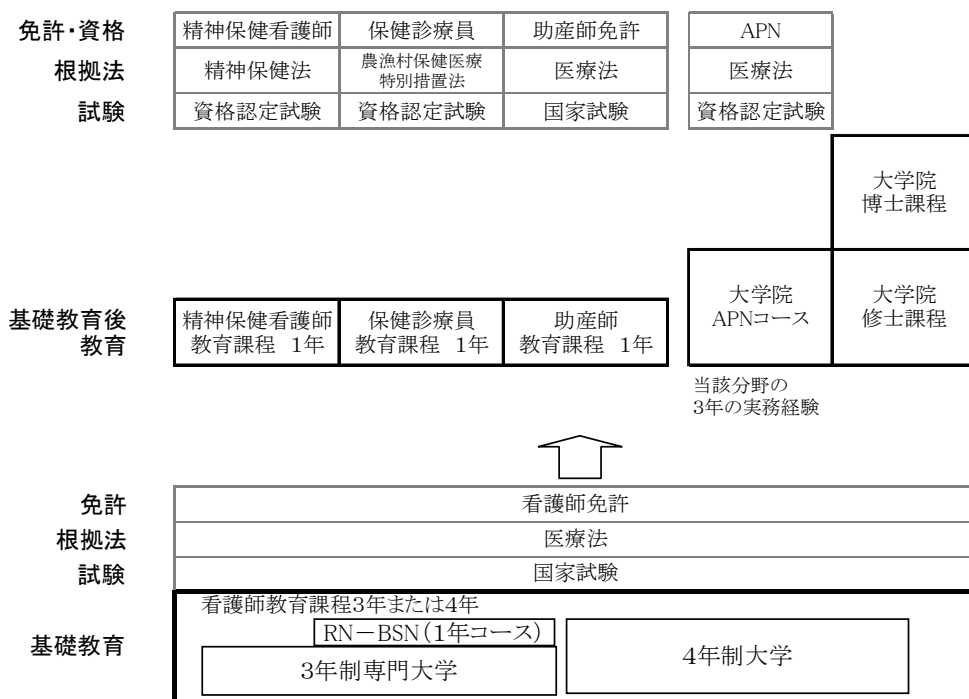 免許・資格 精神保健看護師 保健診療員 助産師免許 APN
根拠法 精神保健法 農漁村保健医療 特別措置法 医療法 医療法
試験 資格認定試験 資格認定試験 国家試験 資格認定試験
大学院
博士課程
基礎教育後
教育
精神保健看護師
教育課程 1年
保健診療員
教育課程 1年
助産師
教育課程 1年
大学院
APNコース
大学院
修士課程
当該分野の
3年の実務経験
免許 看護師免許
根拠法 医療法
試験 国家試験
基礎教育
看護師教育課程3年または4年
RN－BSN(1年コース)
3年制専門大学
4年制大学